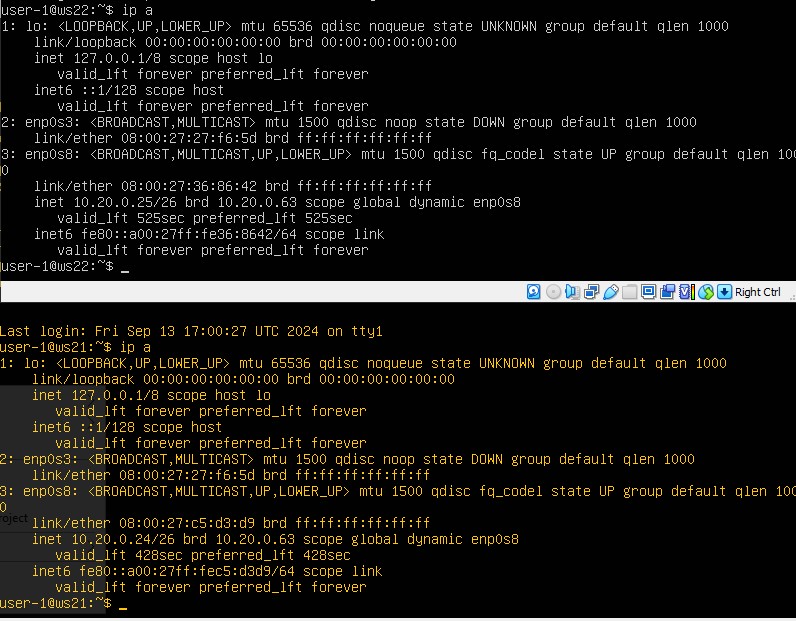 user-1@ws22:~$ ip a
1: lo: <LOOPBACK,UP,LOWER_UP> mtu 65536 qdisc noqueue state UNKNOWN group default qlen 1000
    link/loopback 00:00:00:00:00:00 brd 00:00:00:00:00:00
    inet 127.0.0.1/8 scope host lo
       valid_lft forever preferred_lft forever
    inet6 ::1/128 scope host
       valid_lft forever preferred_lft forever
2: enp0s3: <BROADCAST,MULTICAST> mtu 1500 qdisc noop state DOWN group default qlen 1000
    link/ether 08:00:27:27:f6:5d brd ff:ff:ff:ff:ff:ff
3: enp0s8: <BROADCAST,MULTICAST,UP,LOWER_UP> mtu 1500 qdisc fq_codel state UP group default qlen 100
0
    link/ether 08:00:27:36:86:42 brd ff:ff:ff:ff:ff:ff
    inet 10.20.0.25/26 brd 10.20.0.63 scope global dynamic enp0s8
       valid_lft 525sec preferred_lft 525sec
    inet6 fe80::a00:27ff:fe36:8642/64 scope link
       valid_lft forever preferred_lft forever
user-1@ws22:~$ _
Right Ctrl
Last login: Fri Sep 13 17:00:27 UTC 2024 on tty1
user-1@ws21:~$ ip a
1: lo: <LOOPBACK,UP,LOWER_UP> mtu 65536 qdisc noqueue state UNKNOWN group default qlen 1000
    link/loopback 00:00:00:00:00:00 brd 00:00:00:00:00:00
    inet 127.0.0.1/8 scope host lo
       valid_lft forever preferred_lft forever
    inet6 ::1/128 scope host
       valid_lft forever preferred_lft forever
2: enp0s3: <BROADCAST,MULTICAST> mtu 1500 qdisc noop state DOWN group default qlen 1000
    link/ether 08:00:27:27:f6:5d brd ff:ff:ff:ff:ff:ff
3: enp0s8: <BROADCAST,MULTICAST,UP,LOWER_UP> mtu 1500 qdisc fq_codel state UP group default qlen 100
0
oject
    link/ether 08:00:27:c5:d3:d9 brd ff:ff:ff:ff:ff:ff
    inet 10.20.0.24/26 brd 10.20.0.63 scope global dynamic enp0s8
       valid_lft 428sec preferred_lft 428sec
    inet6 fe80::a00:27ff:fec5:d3d9/64 scope link
       valid_lft forever preferred_lft forever
user-1@ws21:~$ _